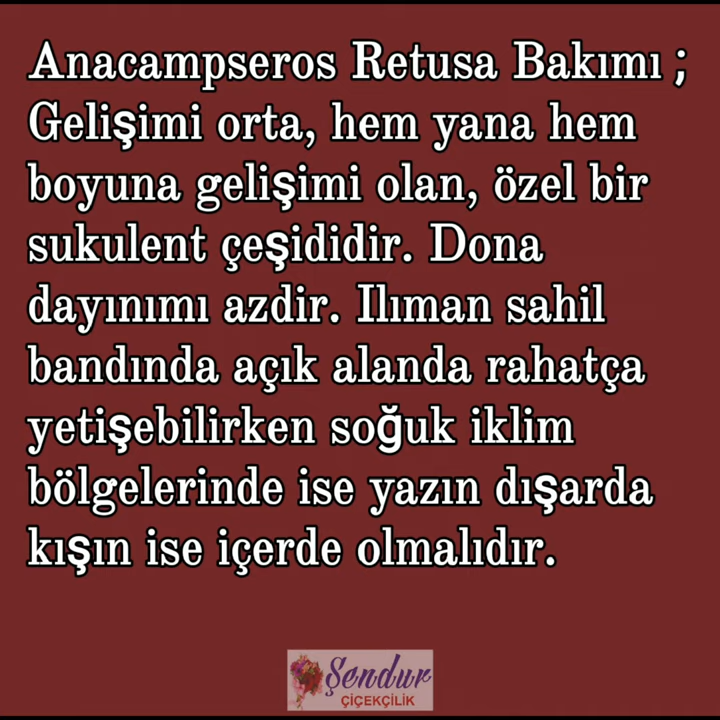 Anacampseros Retusa Bakımı ;
Gelişimi orta, hem yana hem
boyuna gelişimi olan, özel bir
sukulent çeşididir. Dona
dayınımı azdir. Ilıman sahil
bandında açık alanda rahatça
yetişebilirken soğuk iklim
bölgelerinde ise yazın dışarda
kışın ise içerde olmalıdır.
Şendur
ÇİÇEKÇİLİK